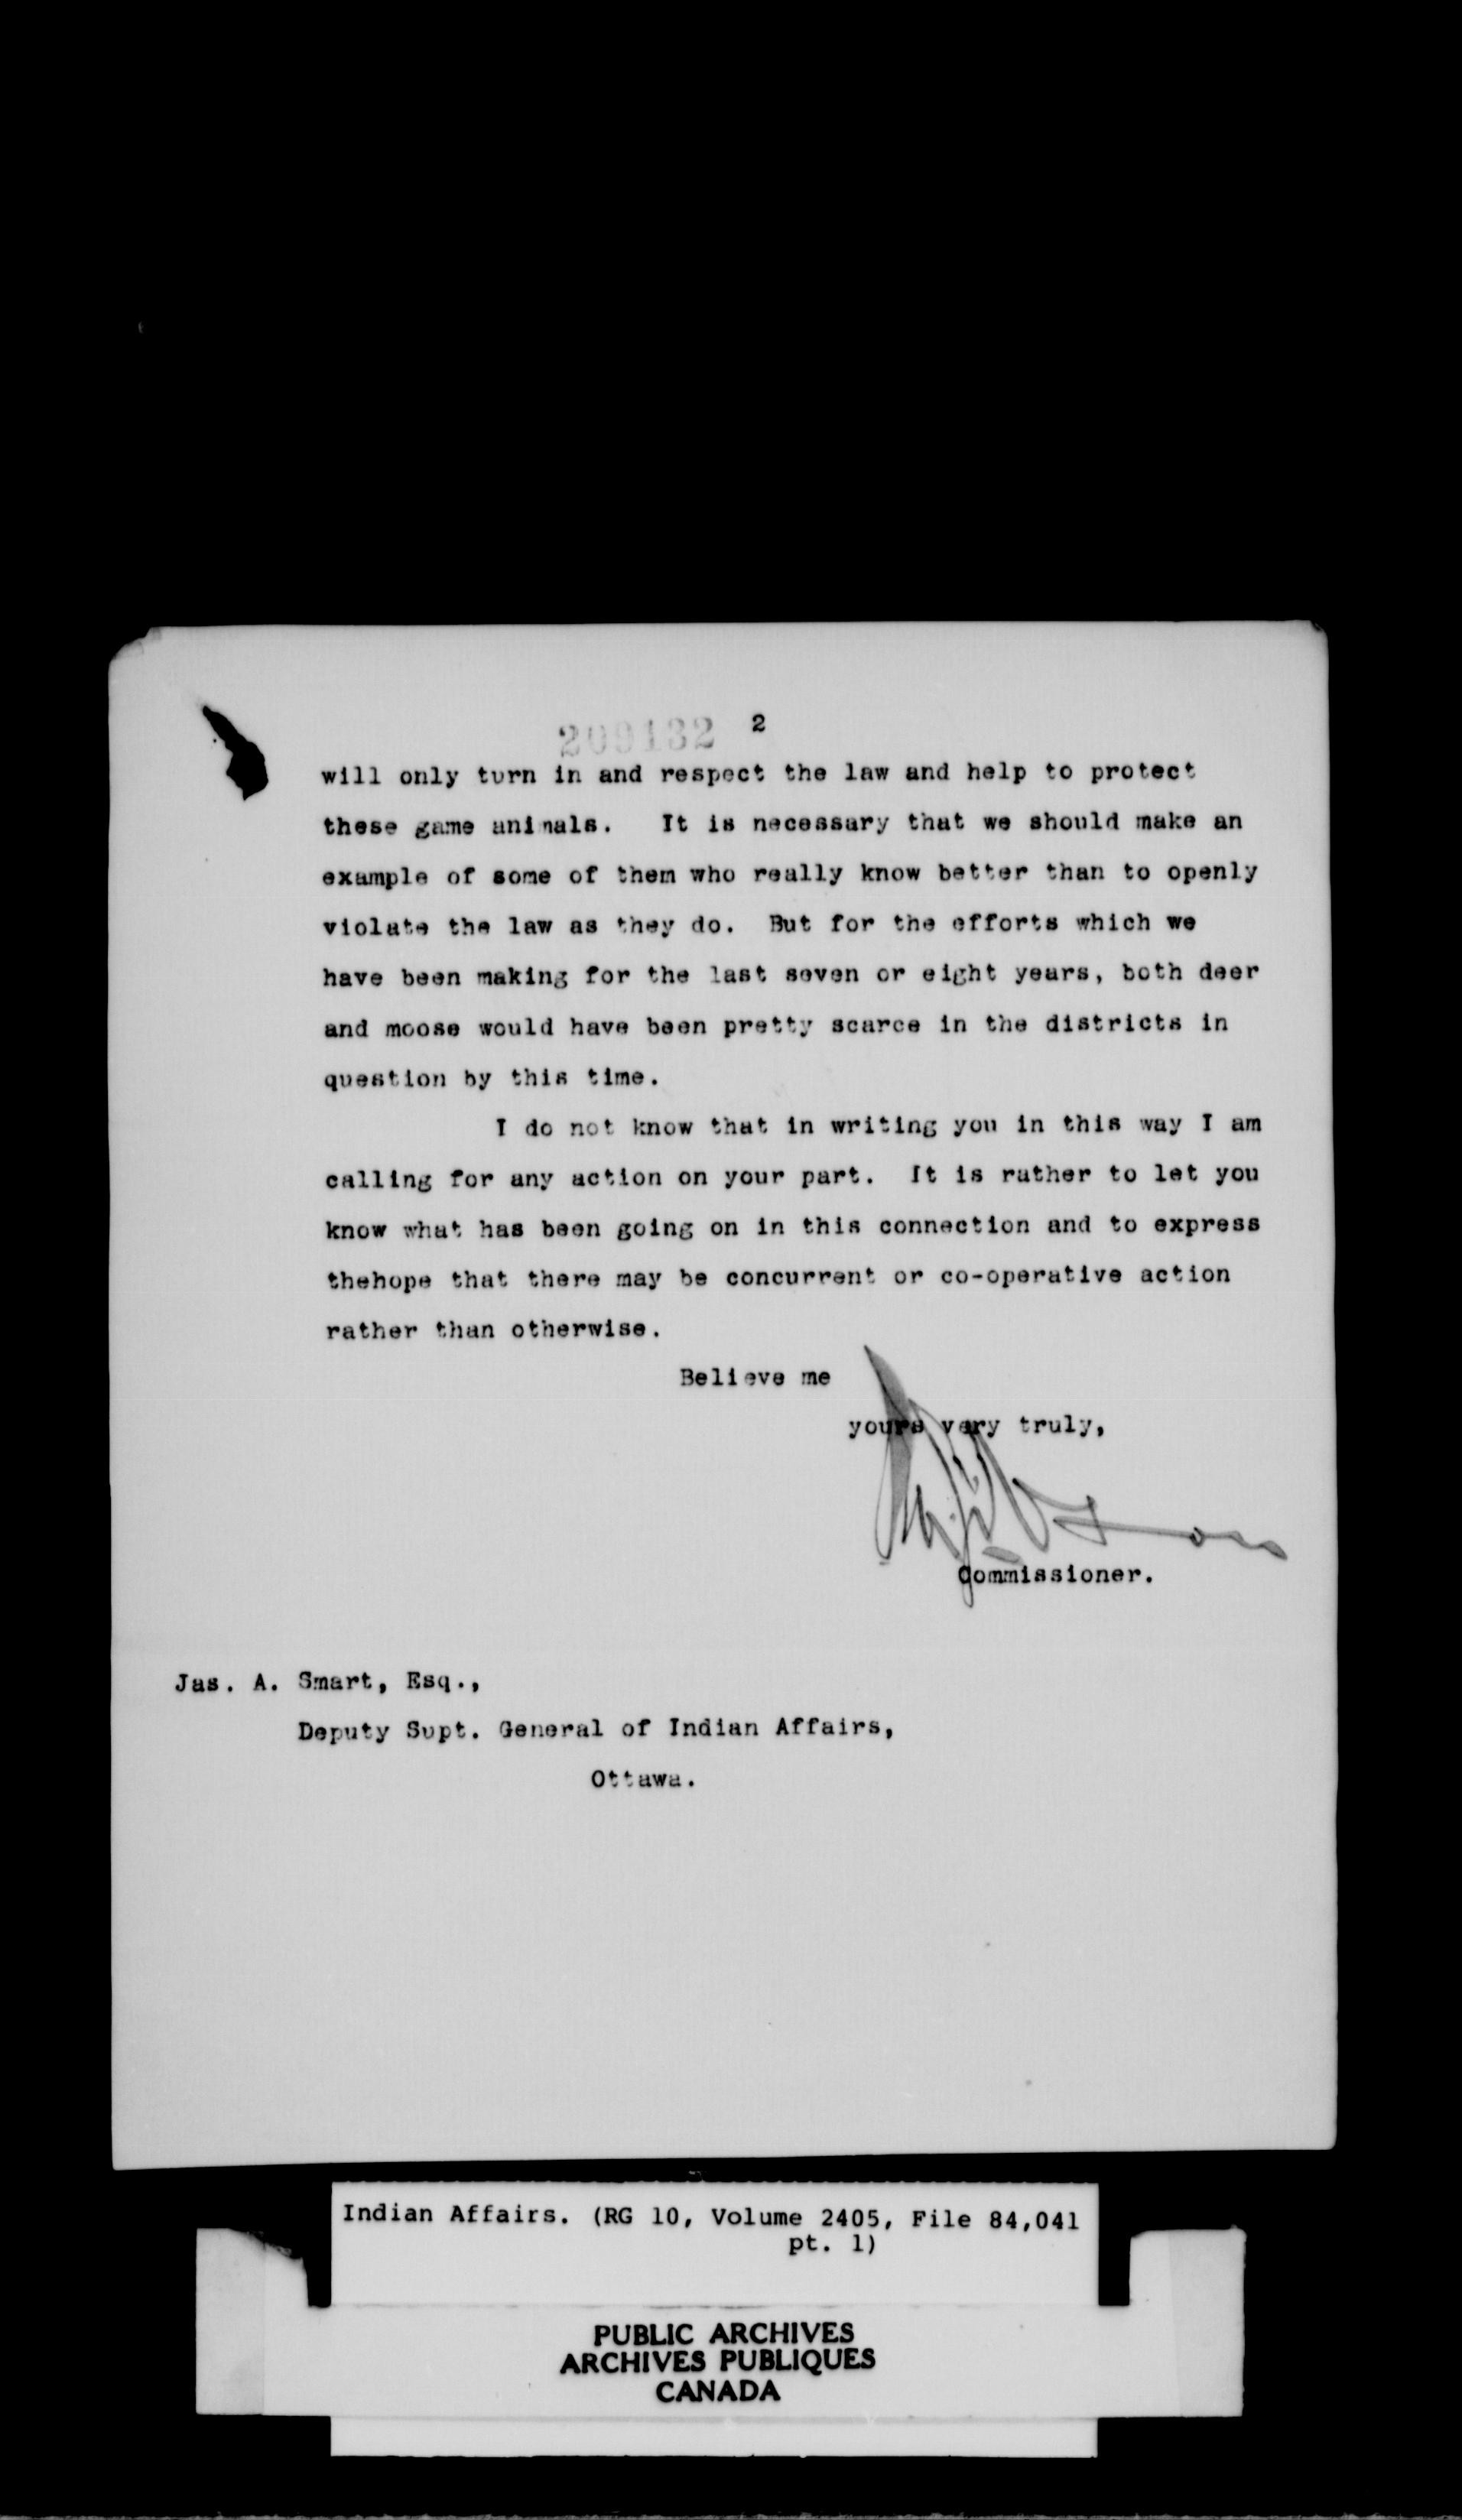 209132 2
will only turn in and respect the law and help to protect
these game animals. It is necessary that we should make an
example of some of them who really know better than to openly
violate the law as they do. But for the efforts which we
have been making for the last seven or eight years, both deer
and moose would have been pretty scarce in the districts in
question by this time.
I do not know that in writing you in this way I am
calling for any action on your part. It is rather to let you
know what has been going on in this connection and to express
thehope that there may be concurrent or co-operative action
rather than otherwise.
Believe me
yours very truly,
Commissioner.
Jas. A. Smart, Esq.,
Deputy Supt. General of Indian Affairs,
Ottawa.
Indian Affairs. (RG 10, Volume 2405, File 84,041
pt. 1)
PUBLIC ARCHIVES
ARCHIVES PUBLIQUES
CANADA